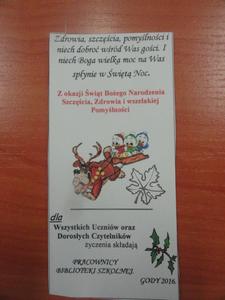 Zdrowia, szczęścia, pomyślności i
niech dobroć wśród Was gości. I
niech Boga wielka moc na Was
spłynie w Świętą Noc.
Z okazji Świąt Bożego Narodzenia
Szczęścia, Zdrowia i wszelakiej
Pomyślności
dla
Wszystkich Uczniów oraz
Dorosłych Czytelników
życzenia składają
PRACOWNICY
BIBLIOTEKI SZKOLNEJ.
GODY 2016.